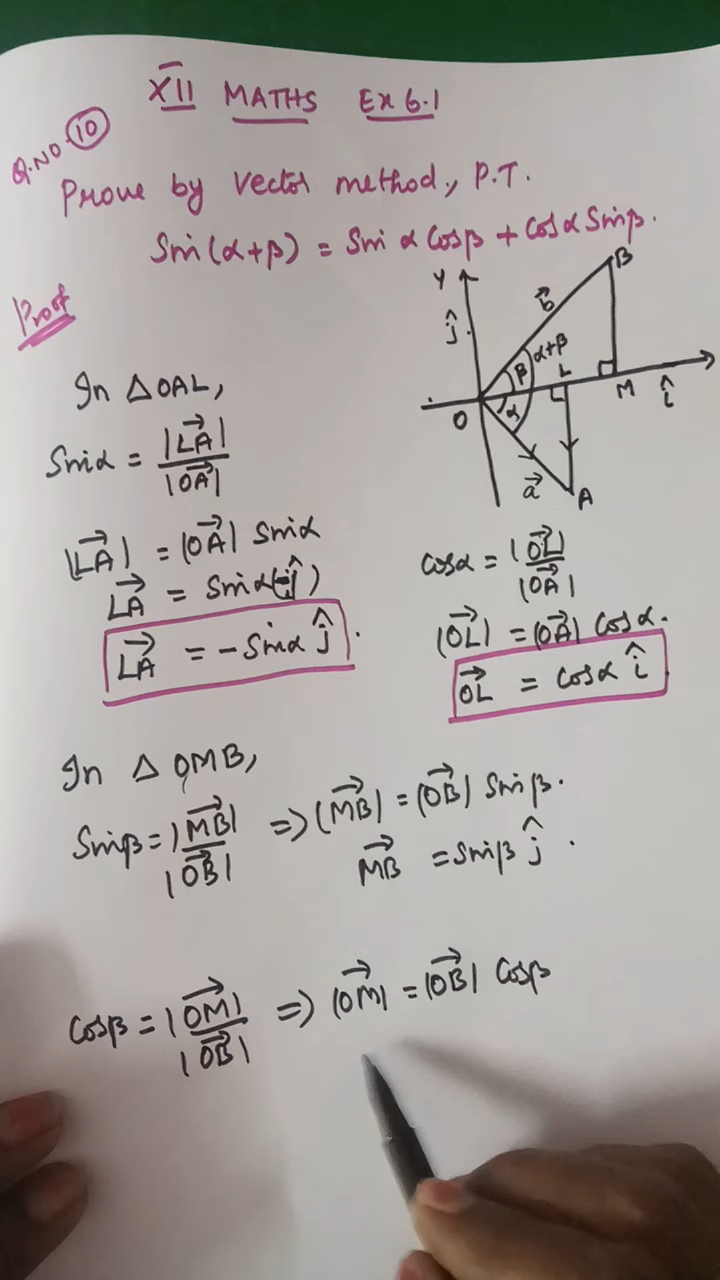 XII MATHS Ex 6.1
Q.NO 10
Prove by vector method, P.T.
Sin(α+β) = Sin α Cosβ + Cosα Sinβ.
Proof
Y
B
ĵ
b⃗
α+β
β
L
O
α
M
î
a⃗
A
In △OAL,
Sinα = |LA⃗| / |OA⃗|
|LA⃗| = |OA⃗| Sinα
LA⃗ = Sinα(-ĵ)
LA⃗ = -Sinα ĵ.
Cosα = |OL⃗| / |OA⃗|
|OL⃗| = |OA⃗| Cosα.
OL⃗ = Cosα î
In △ OMB,
Sinβ = |MB⃗| / |OB⃗| => |MB⃗| = |OB⃗| Sinβ.
MB⃗ = Sinβ ĵ.
Cosβ = |OM⃗| / |OB⃗| => |OM⃗| = |OB⃗| Cosβ